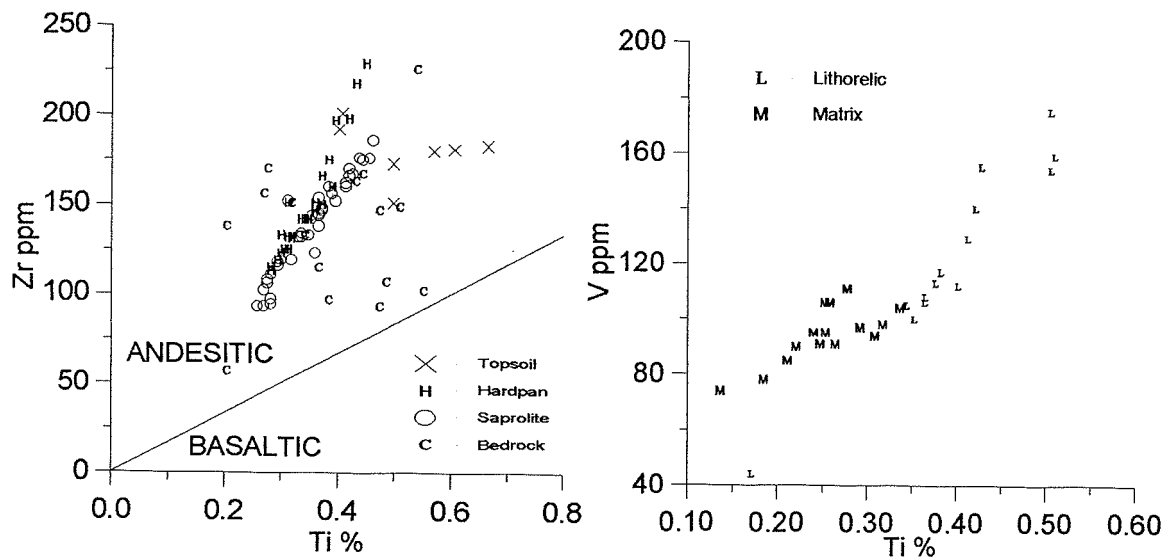 250
200
150
100
50
0
Zr ppm
ANDESITIC
BASALTIC
Topsoil
H Hardpan
Saprolite
C Bedrock
0.0 0.2 0.4 0.6 0.8
Ti %
200
160
120
80
40
V ppm
L Lithorelic
M Matrix
0.10 0.20 0.30 0.40 0.50 0.60
Ti %